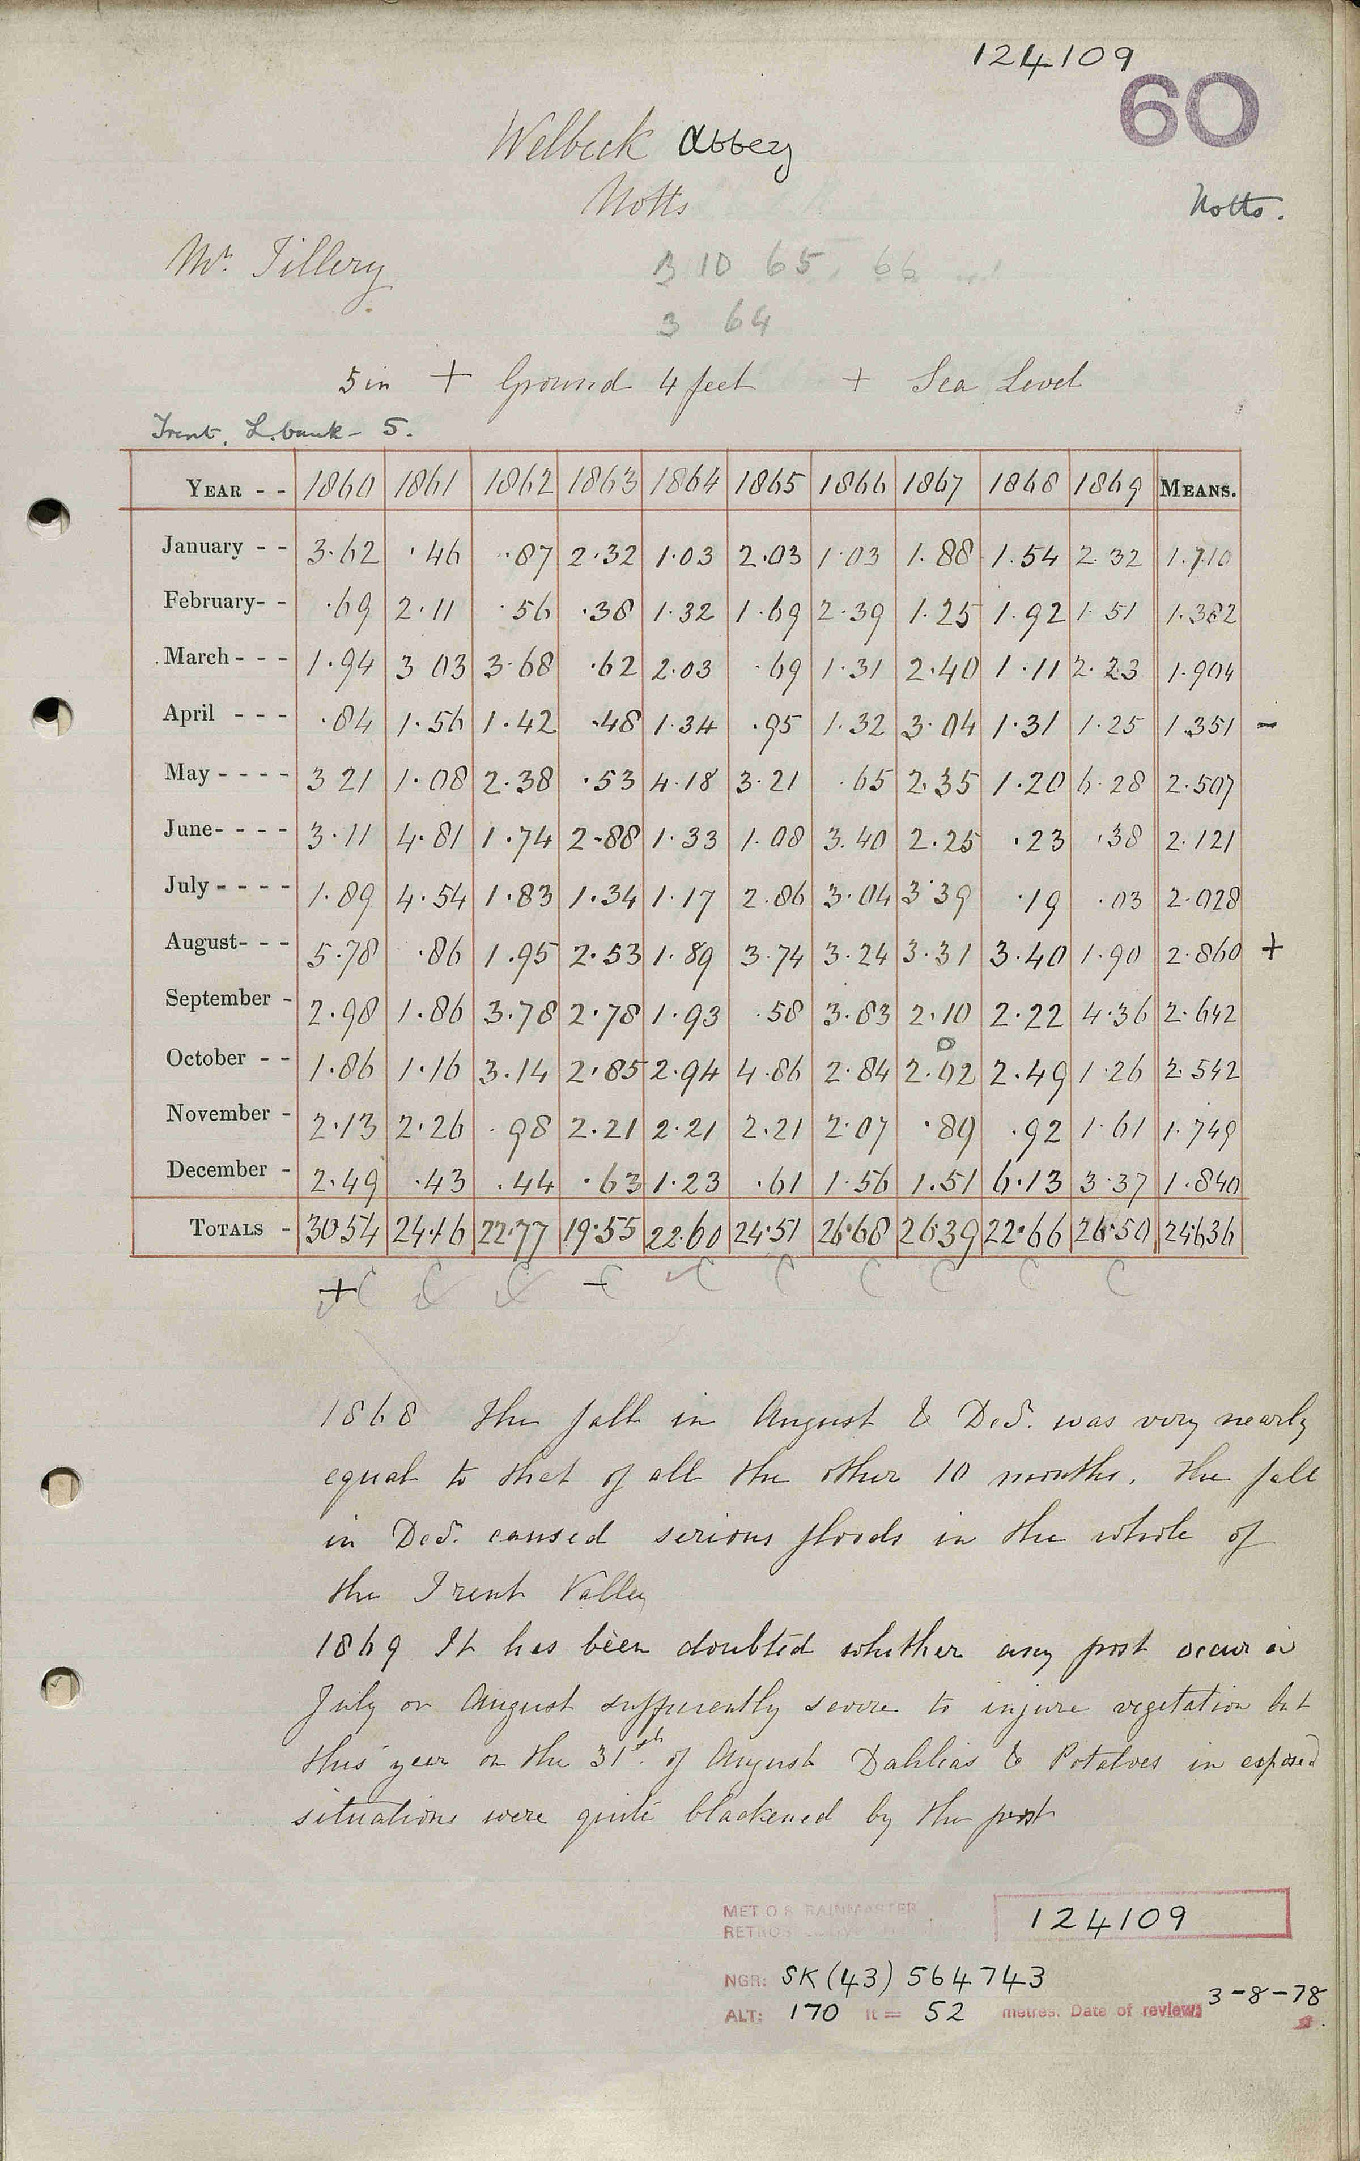 124109
60
Welbeck Abbey
Notts
Notts.
Mr. Tillery
3 10 65, 66
3 64
5 in + Ground 4 feet + Sea Level
Trent. L. bank - 5.
YEAR - - 1860 1861 1862 1863 1864 1865 1866 1867 1868 1869 MEANS.
January - - 3.62 .46 .87 2.32 1.03 2.03 1.03 1.88 1.54 2.32 1.710
February- - .69 2.11 .56 .38 1.32 1.69 2.39 1.25 1.92 1.51 1.382
March - - - 1.94 3 03 3.68 .62 2.03 .69 1.31 2.40 1.11 2.23 1.904
April - - - .84 1.56 1.42 .48 1.34 .95 1.32 3.04 1.31 1.25 1.351 -
May - - - - 3 21 1.08 2.38 .53 4.18 3.21 .65 2.35 1.20 6.28 2.507
June- - - - 3.11 4.81 1.74 2.88 1.33 1.08 3.40 2.25 .23 .38 2.121
July - - - - 1.89 4.54 1.83 1.34 1.17 2.86 3.04 3.39 .19 .03 2.028
August- - - 5.78 .86 1.95 2.53 1.89 3.74 3.24 3.31 3.40 1.90 2.860 +
September - 2.98 1.86 3.78 2.78 1.93 .58 3.83 2.10 2.22 4.36 2.642
October - - 1.86 1.16 3.14 2.85 2.94 4.86 2.84 2.02 2.49 1.26 2.542
November - 2.13 2.26 .98 2.21 2.21 2.21 2.07 .89 .92 1.61 1.749
December - 2.49 .43 .44 .63 1.23 .61 1.56 1.51 6.13 3.37 1.840
TOTALS - 30.54 24.16 22.77 19.55 22.60 24.51 26.68 26.39 22.66 26.50 24.636
+ C C C - C C C C C C C
1868 The fall in August & Dec. was very nearly
equal to that of all the other 10 months. The fall
in Dec. caused serious floods in the whole of
the Trent Valley
1869 It has been doubted whether any frost occur in
July or August sufficiently severe to injure vegetation but
this year on the 31st of August Dahlias & Potatoes in exposed
situations were quite blackened by the frost
MET O 8 RAINMASTER
124109
NGR: SK (43) 564743
ALT: 170 ft = 52 metres. Date of review: 3-8-78